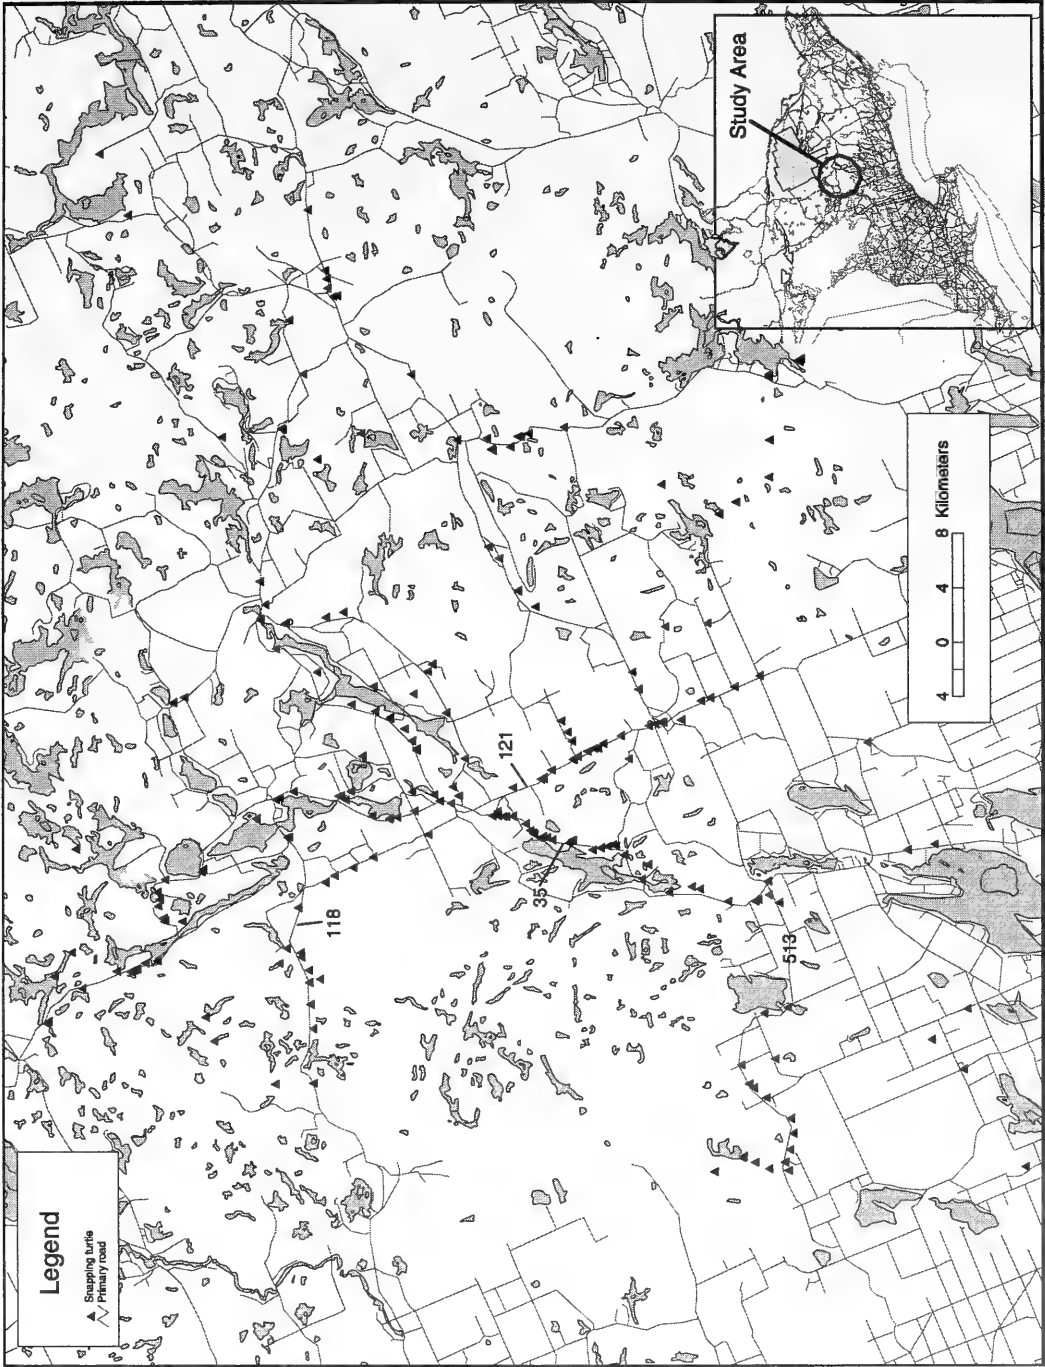 Legend
Snapping turtle
Primary road
118
35
121
513
4 0 4 8 Kilometers
Study Area